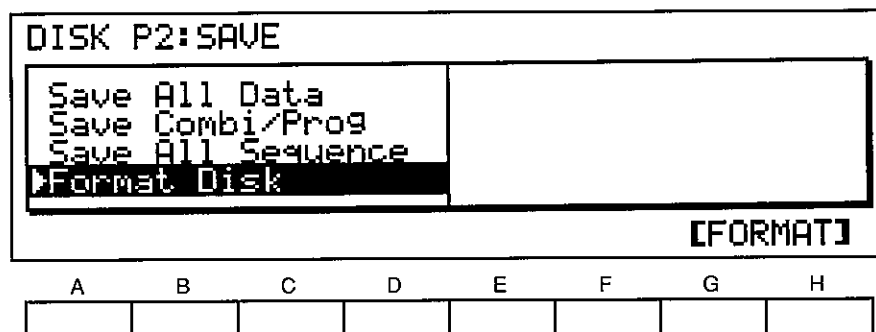 DISK P2:SAVE
Save All Data
Save Combi/Prog
Save All Sequence
Format Disk
[FORMAT]
A B C D E F G H